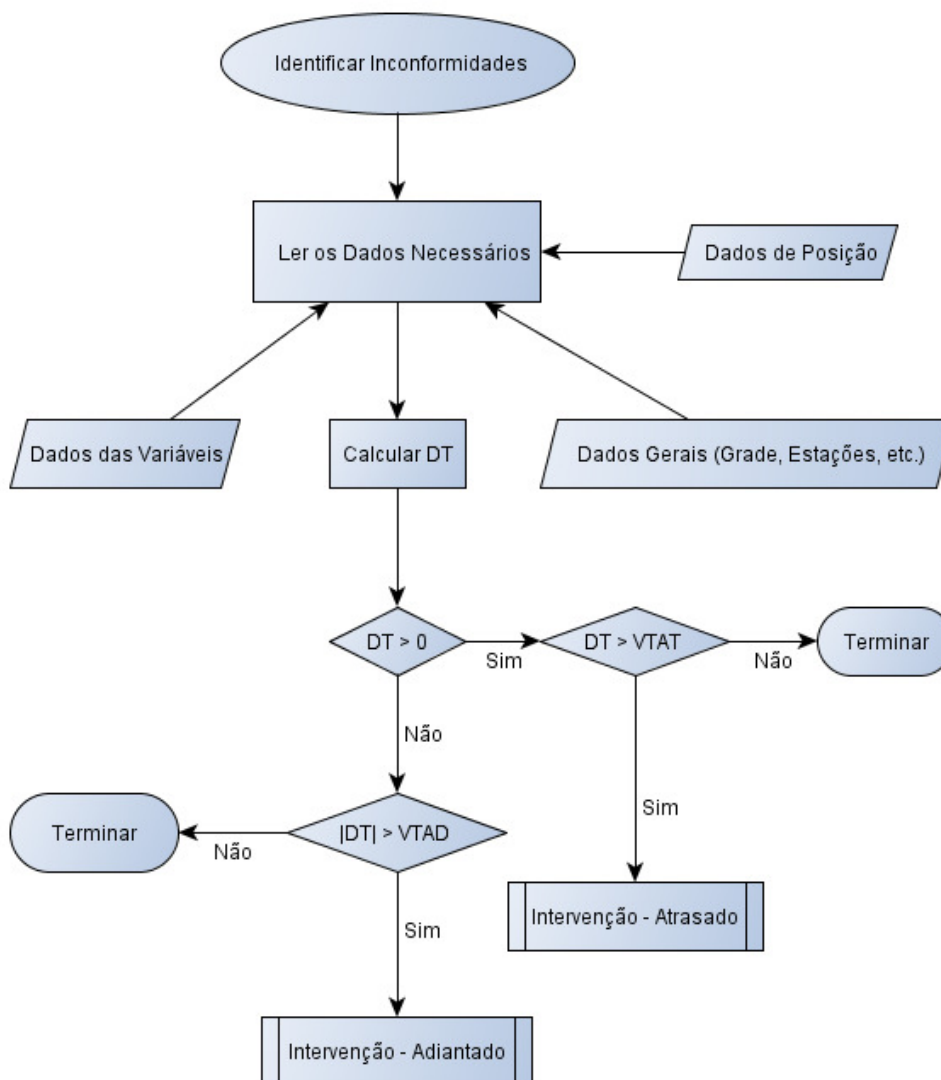 Identificar Inconformidades
Ler os Dados Necessários
Dados de Posição
Dados das Variáveis
Calcular DT
Dados Gerais (Grade, Estações, etc.)
DT > 0
Sim
DT > VTAT
Não
Terminar
Não
Sim
Terminar
Não
|DT| > VTAD
Sim
Intervenção - Atrasado
Intervenção - Adiantado